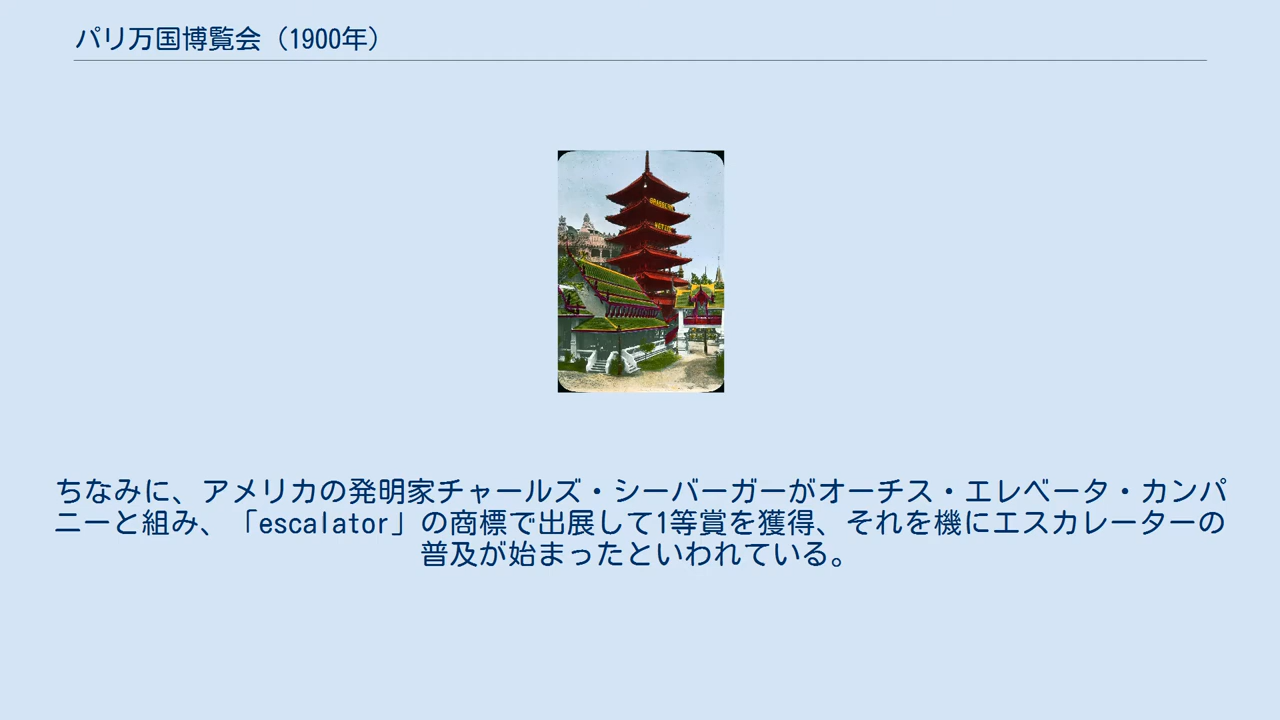 パリ万国博覧会（1900年）
ちなみに、アメリカの発明家チャールズ・シーバーガーがオーチス・エレベータ・カンパ
ニーと組み、「escalator」の商標で出展して1等賞を獲得、それを機にエスカレーターの
普及が始まったといわれている。